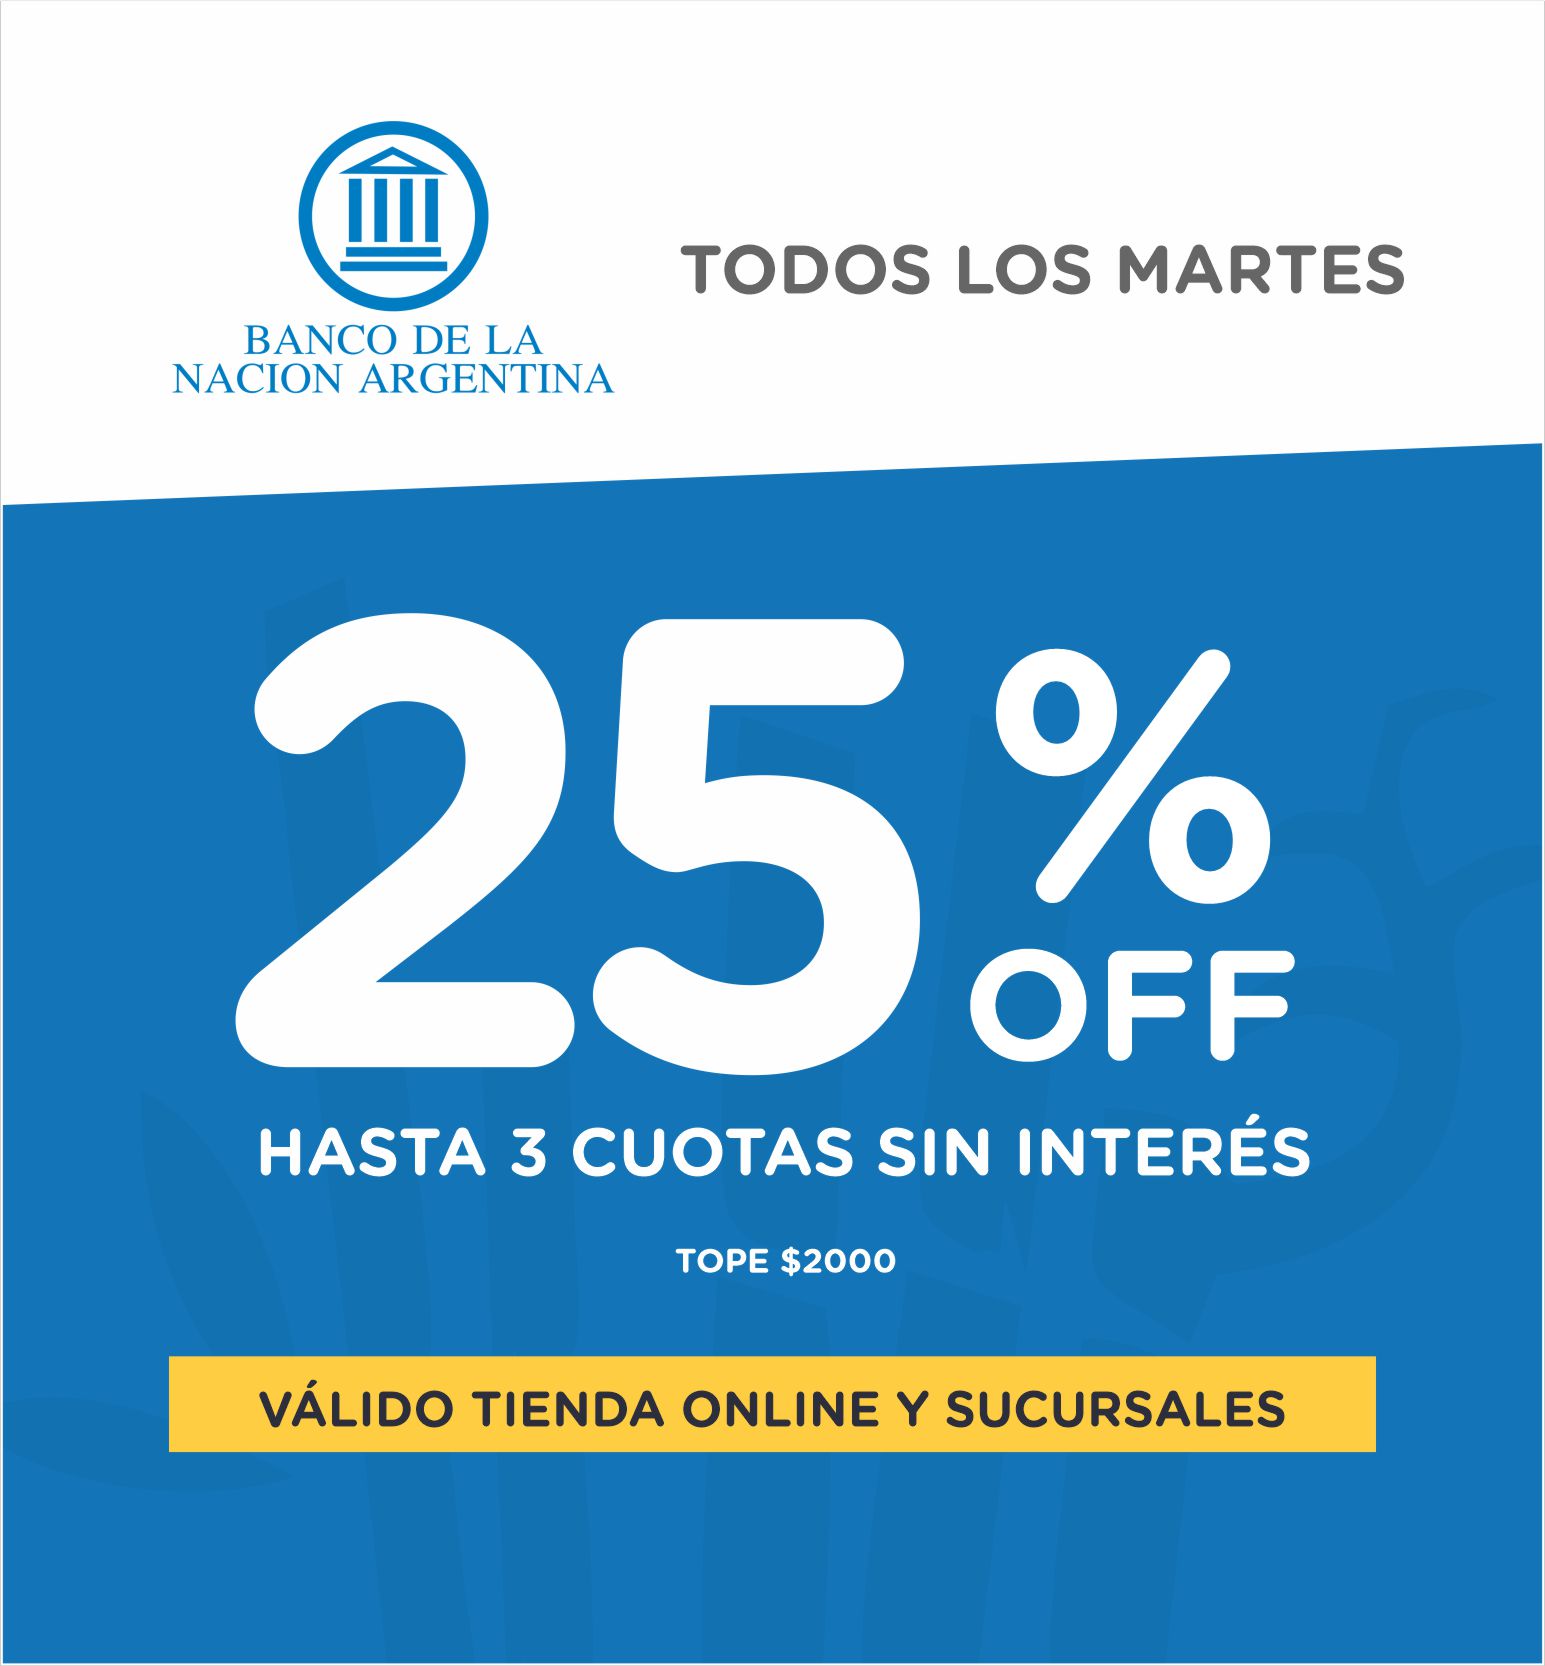 BANCO DE LA
NACION ARGENTINA
TODOS LOS MARTES
25%
OFF
HASTA 3 CUOTAS SIN INTERÉS
TOPE $2000
VÁLIDO TIENDA ONLINE Y SUCURSALES